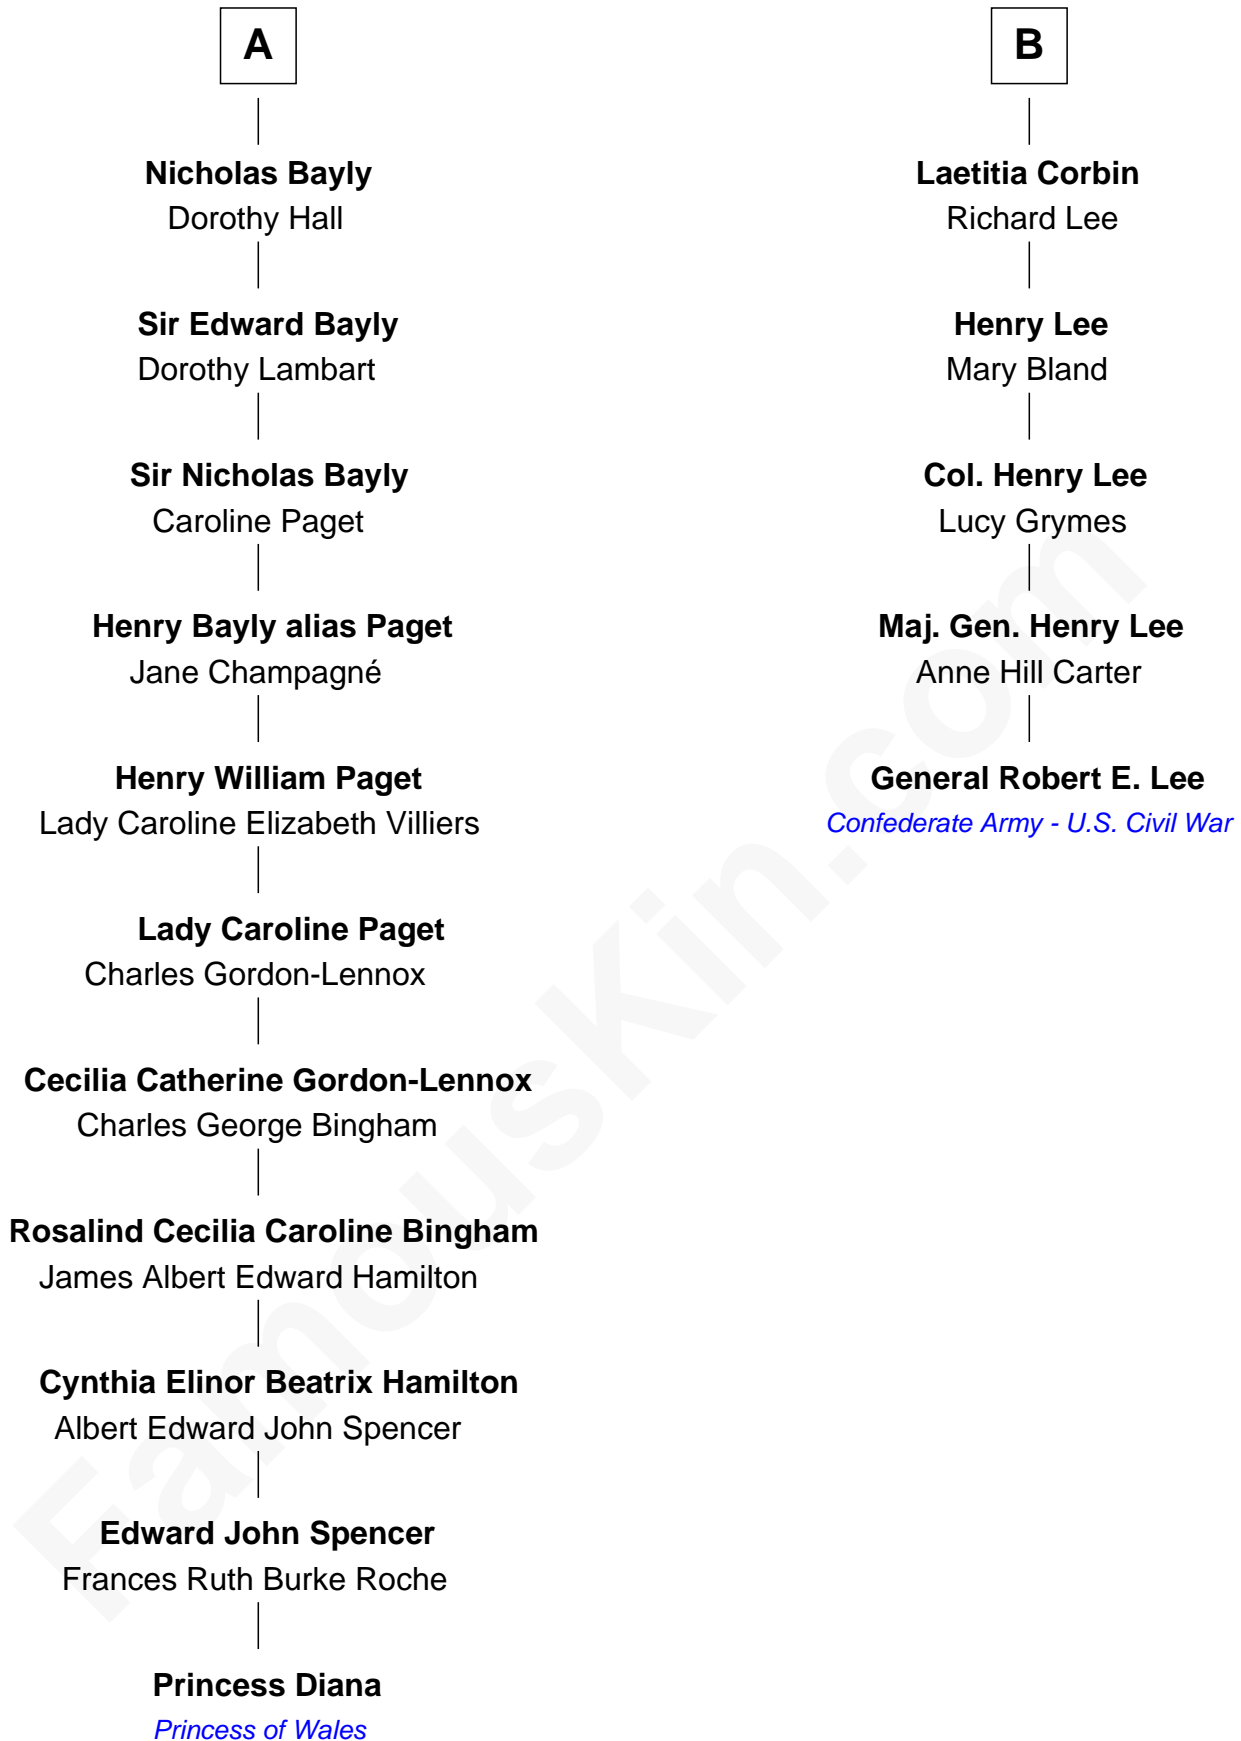 A
Nicholas Bayly
Dorothy Hall
Sir Edward Bayly
Dorothy Lambart
Sir Nicholas Bayly
Caroline Paget
Henry Bayly alias Paget
Jane Champagné
Henry William Paget
Lady Caroline Elizabeth Villiers
Lady Caroline Paget
Charles Gordon-Lennox
Cecilia Catherine Gordon-Lennox
Charles George Bingham
Rosalind Cecilia Caroline Bingham
James Albert Edward Hamilton
Cynthia Elinor Beatrix Hamilton
Albert Edward John Spencer
Edward John Spencer
Frances Ruth Burke Roche
Princess Diana
Princess of Wales
B
Laetitia Corbin
Richard Lee
Henry Lee
Mary Bland
Col. Henry Lee
Lucy Grymes
Maj. Gen. Henry Lee
Anne Hill Carter
General Robert E. Lee
Confederate Army - U.S. Civil War
FamousKin.com